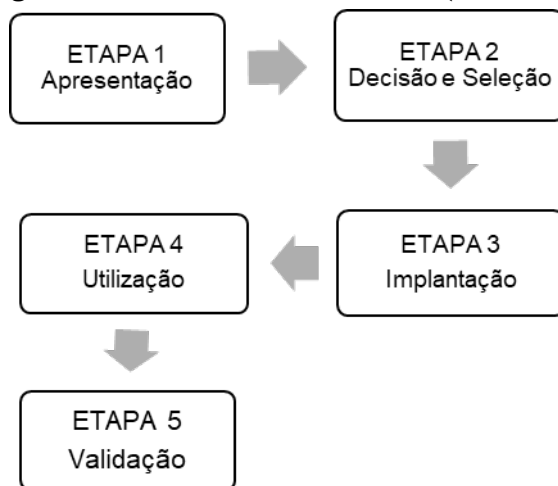 ETAPA 1
Apresentação
ETAPA 2
Decisão e Seleção
ETAPA 3
Implantação
ETAPA 4
Utilização
ETAPA 5
Validação